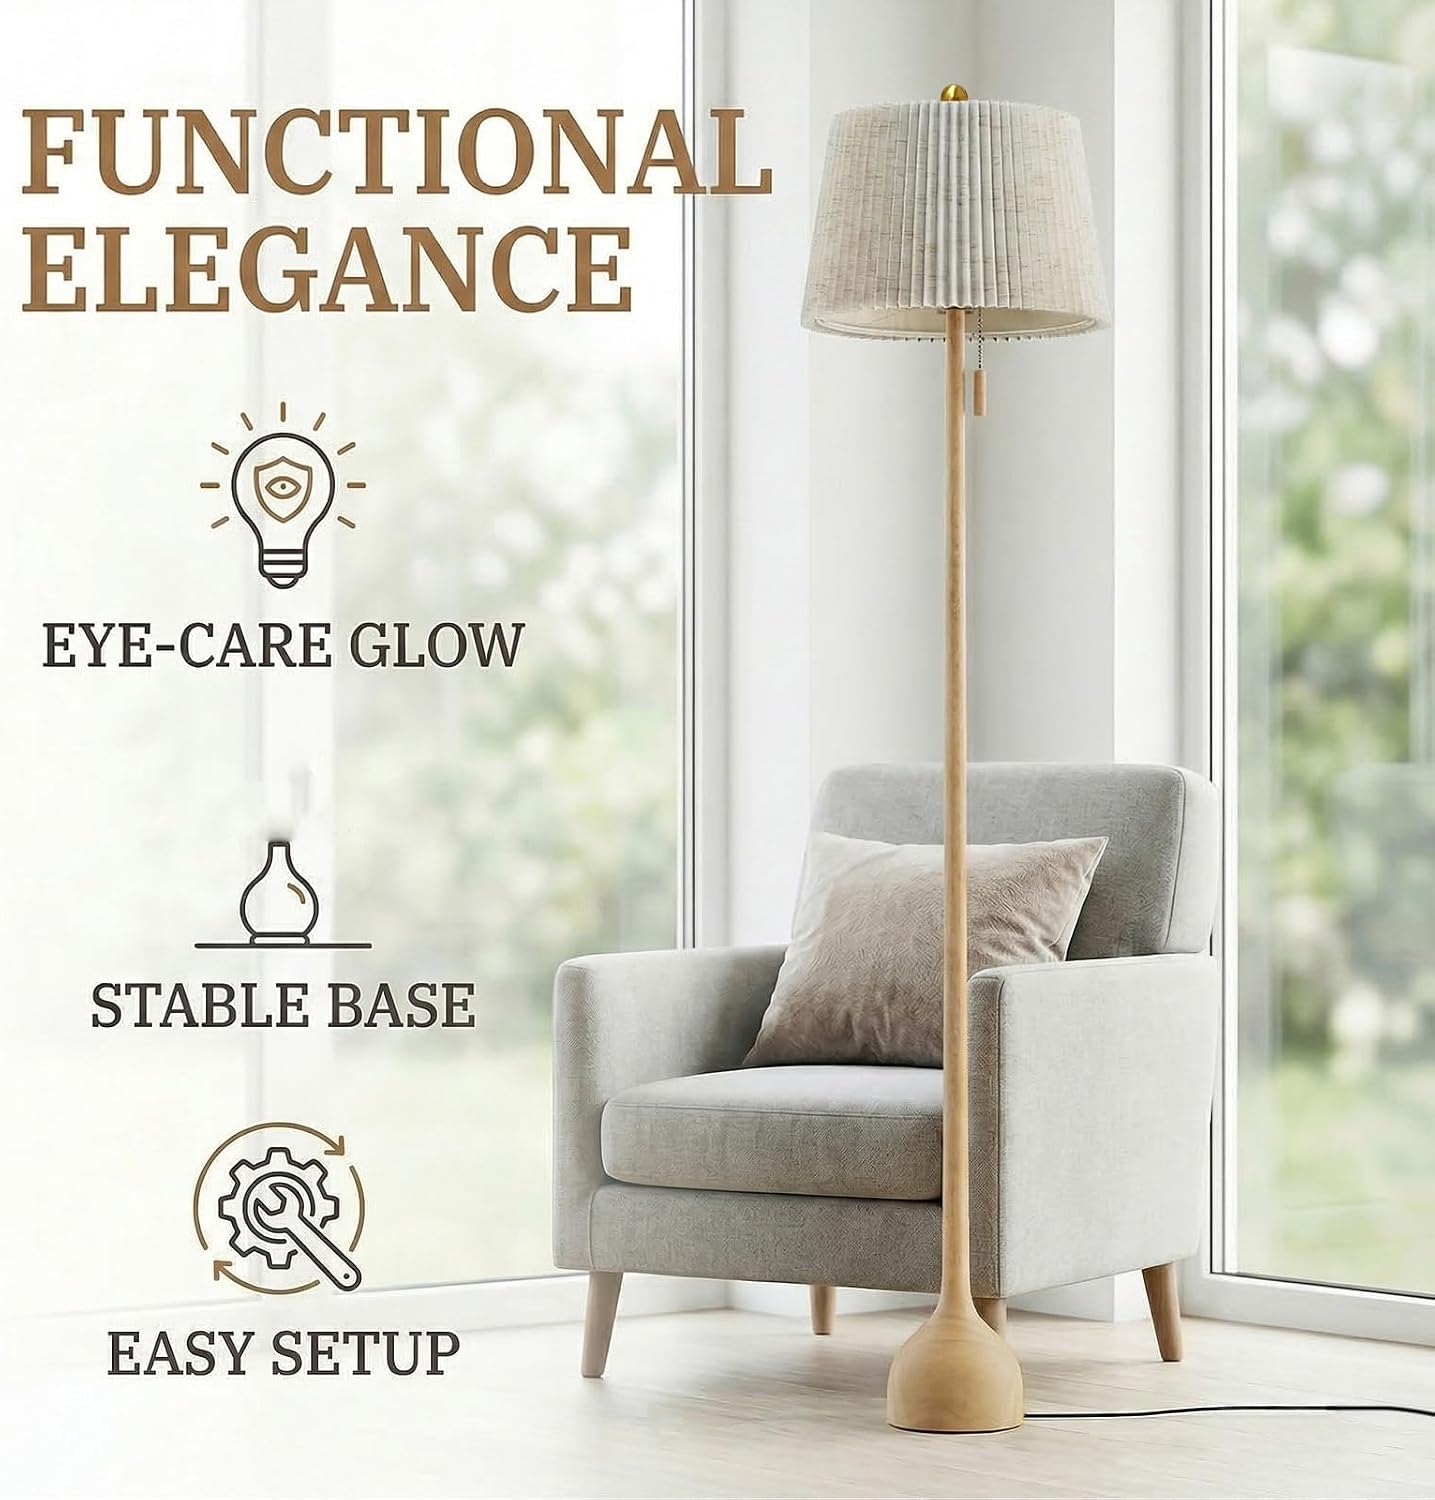 FUNCTIONAL
ELEGANCE
EYE-CARE GLOW
STABLE BASE
EASY SETUP